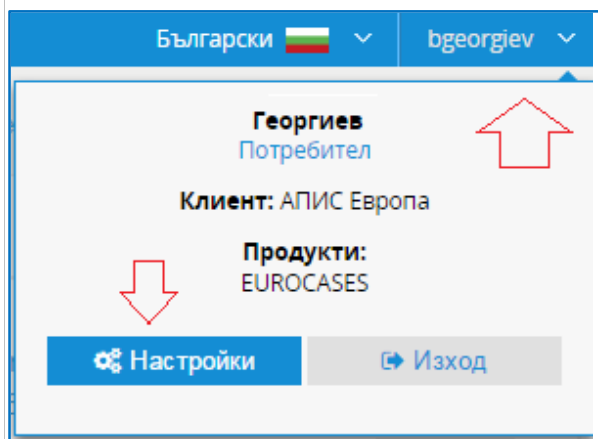 Български bgeorgiev
Георгиев
Потребител
Клиент: АПИС Европа
Продукти:
EUROCASES
Настройки Изход